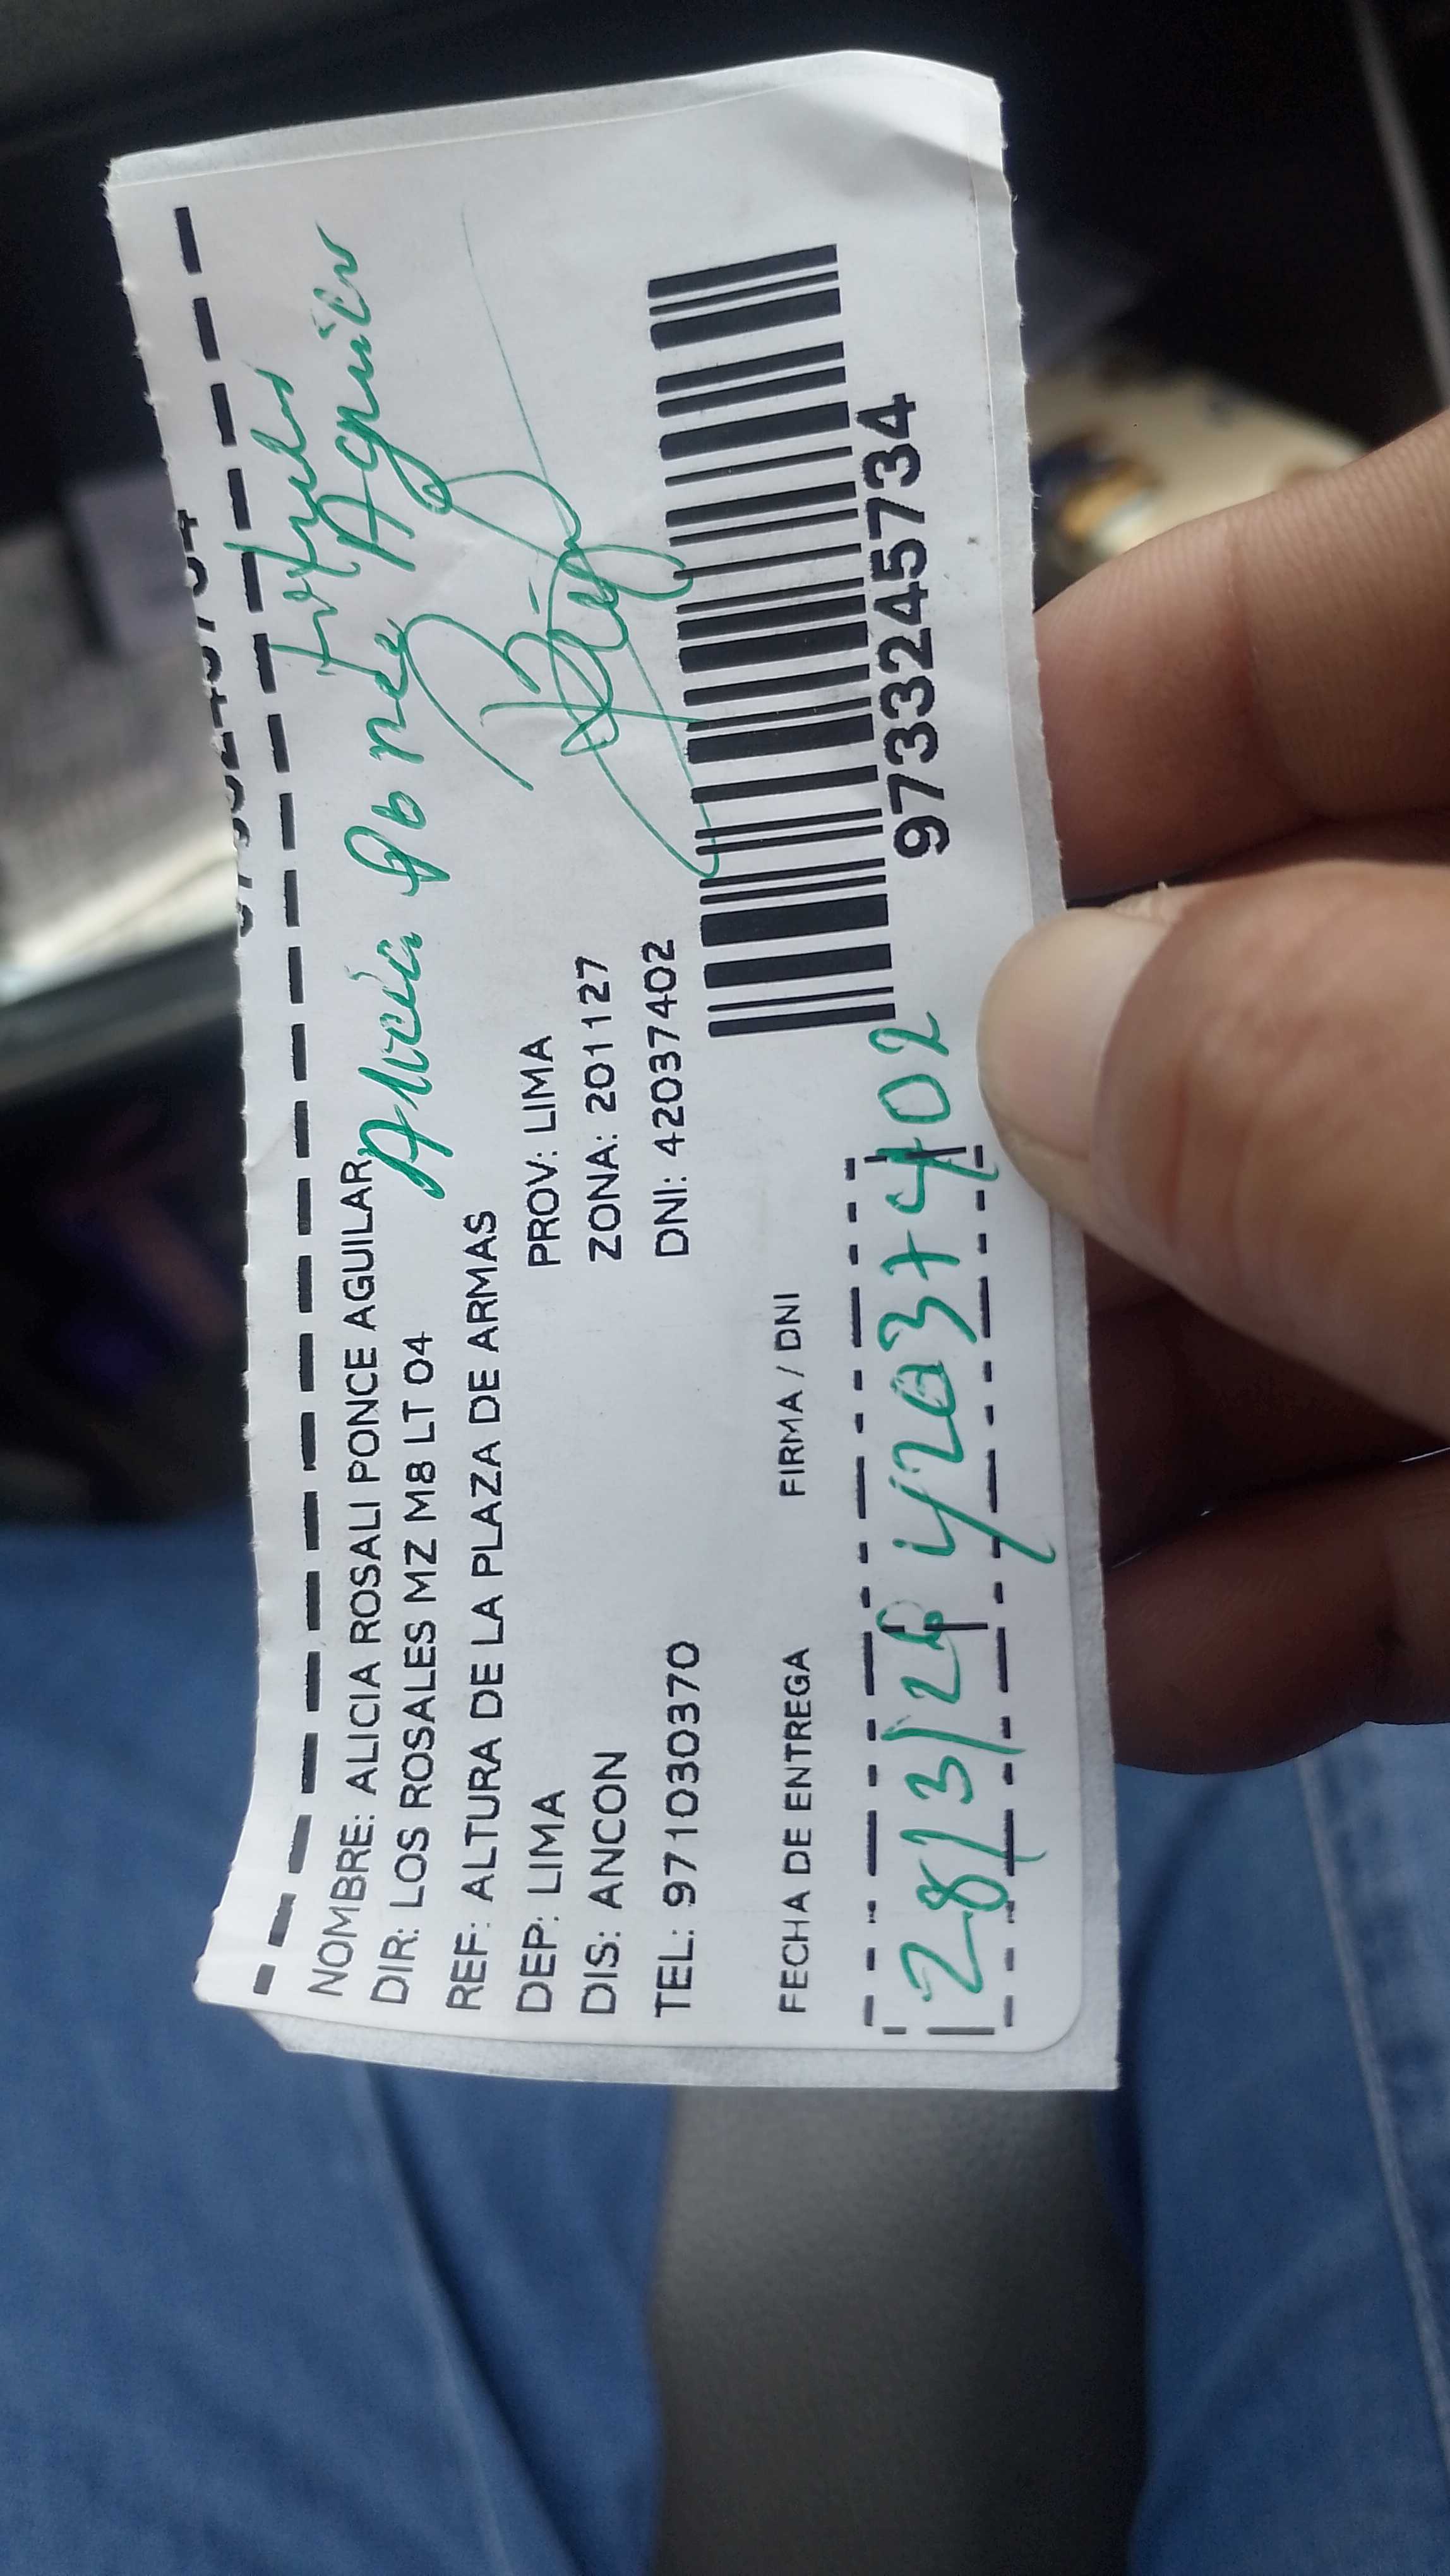 NOMBRE: ALICIA ROSALI PONCE AGUILAR
DIR: LOS ROSALES MZ M8 LT 04
Alicia
REF: ALTURA DE LA PLAZA DE ARMAS
DEP: LIMA PROV: LIMA
DIS: ANCON ZONA: 201127
TEL: 971030370 DNI: 42037402
FECHA DE ENTREGA FIRMA / DNI
28/3/24 42037402
9733245734